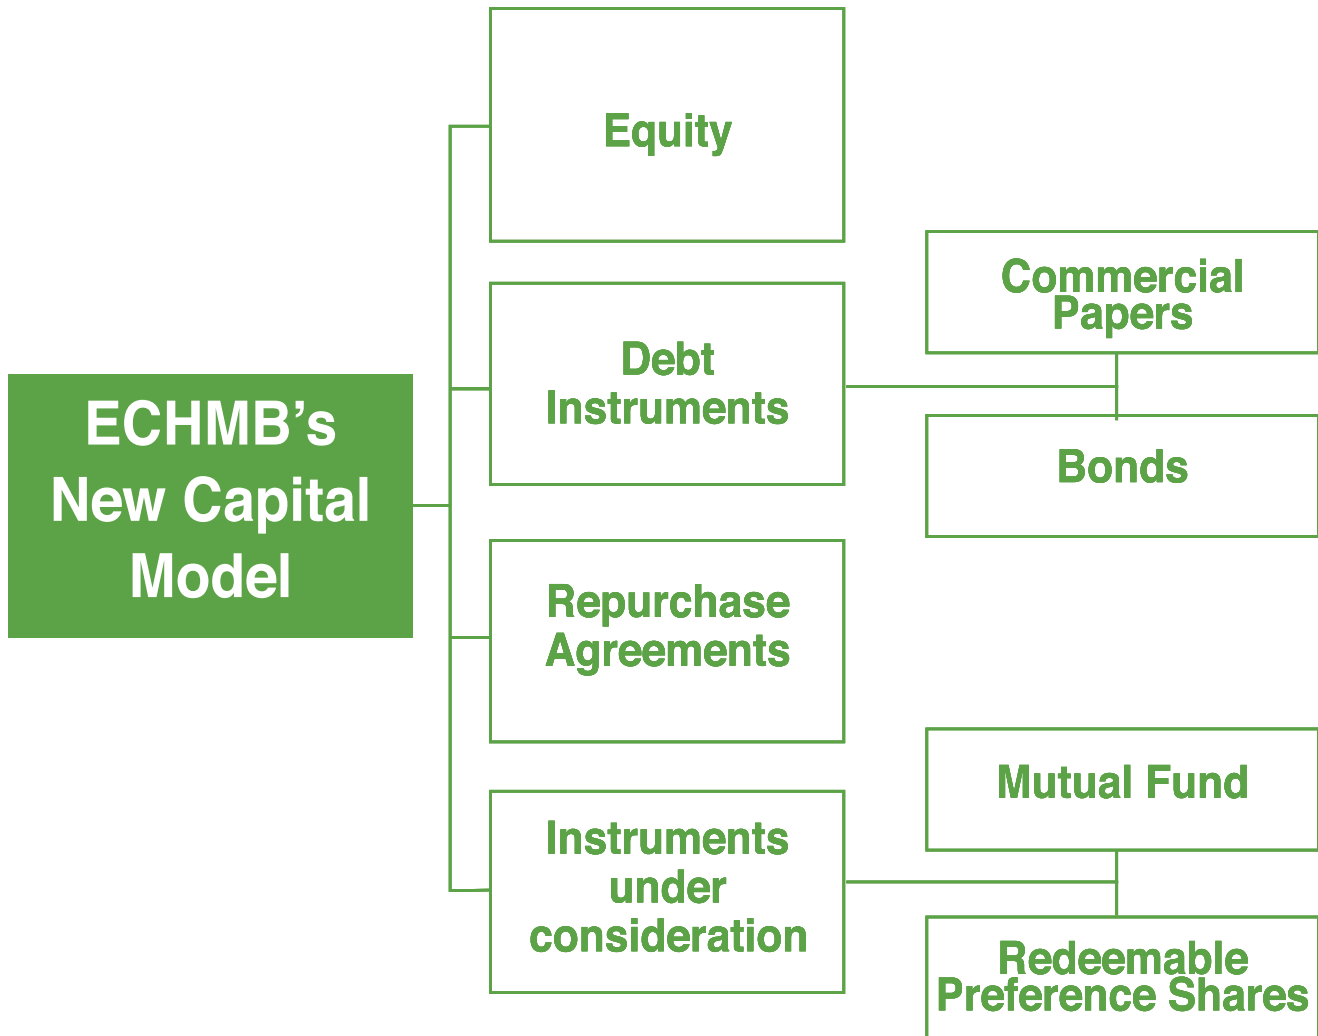 ECHMB’s
New Capital
Model
Equity
Debt
Instruments
Commercial
Papers
Bonds
Repurchase
Agreements
Instruments
under
consideration
Mutual Fund
Redeemable
Preference Shares